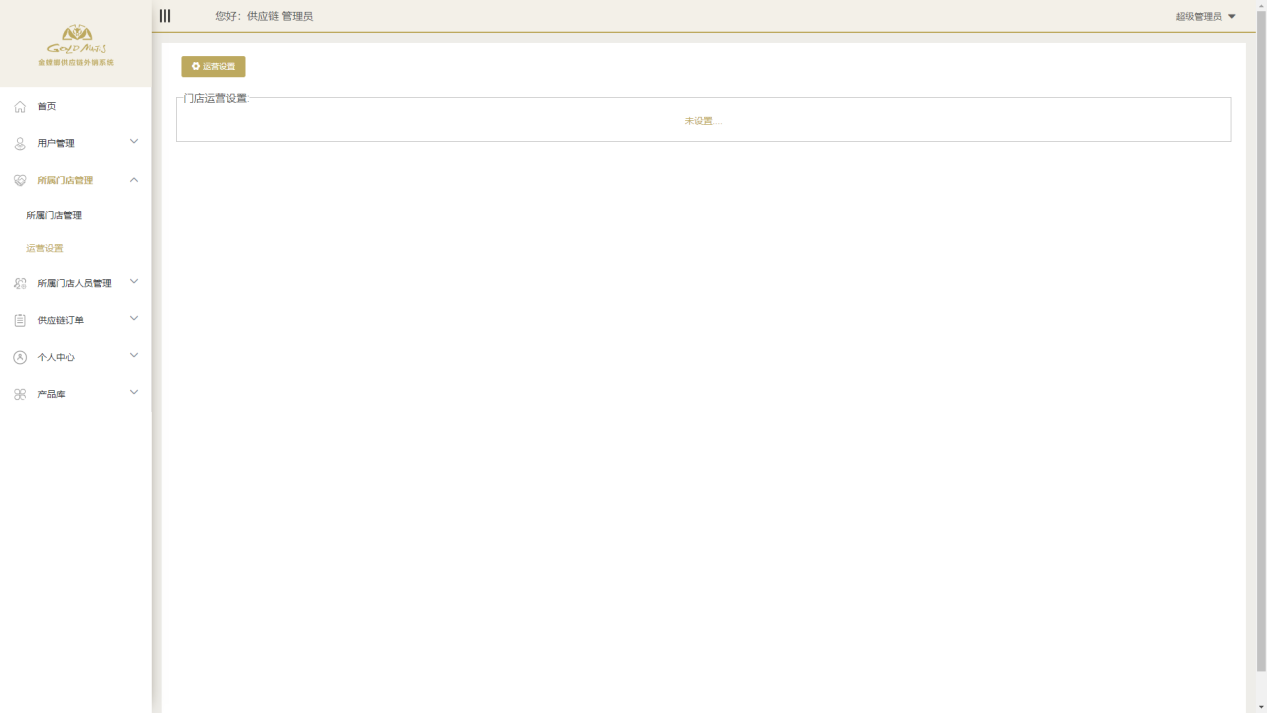 GOLD MAJS
供应链外销系统
首页
用户管理
所属门店管理
所属门店管理
运营设置
所属门店人员管理
供应链订单
个人中心
产品库
您好: 供应链 管理员
超级管理员
运营设置
门店运营设置:
未设置...